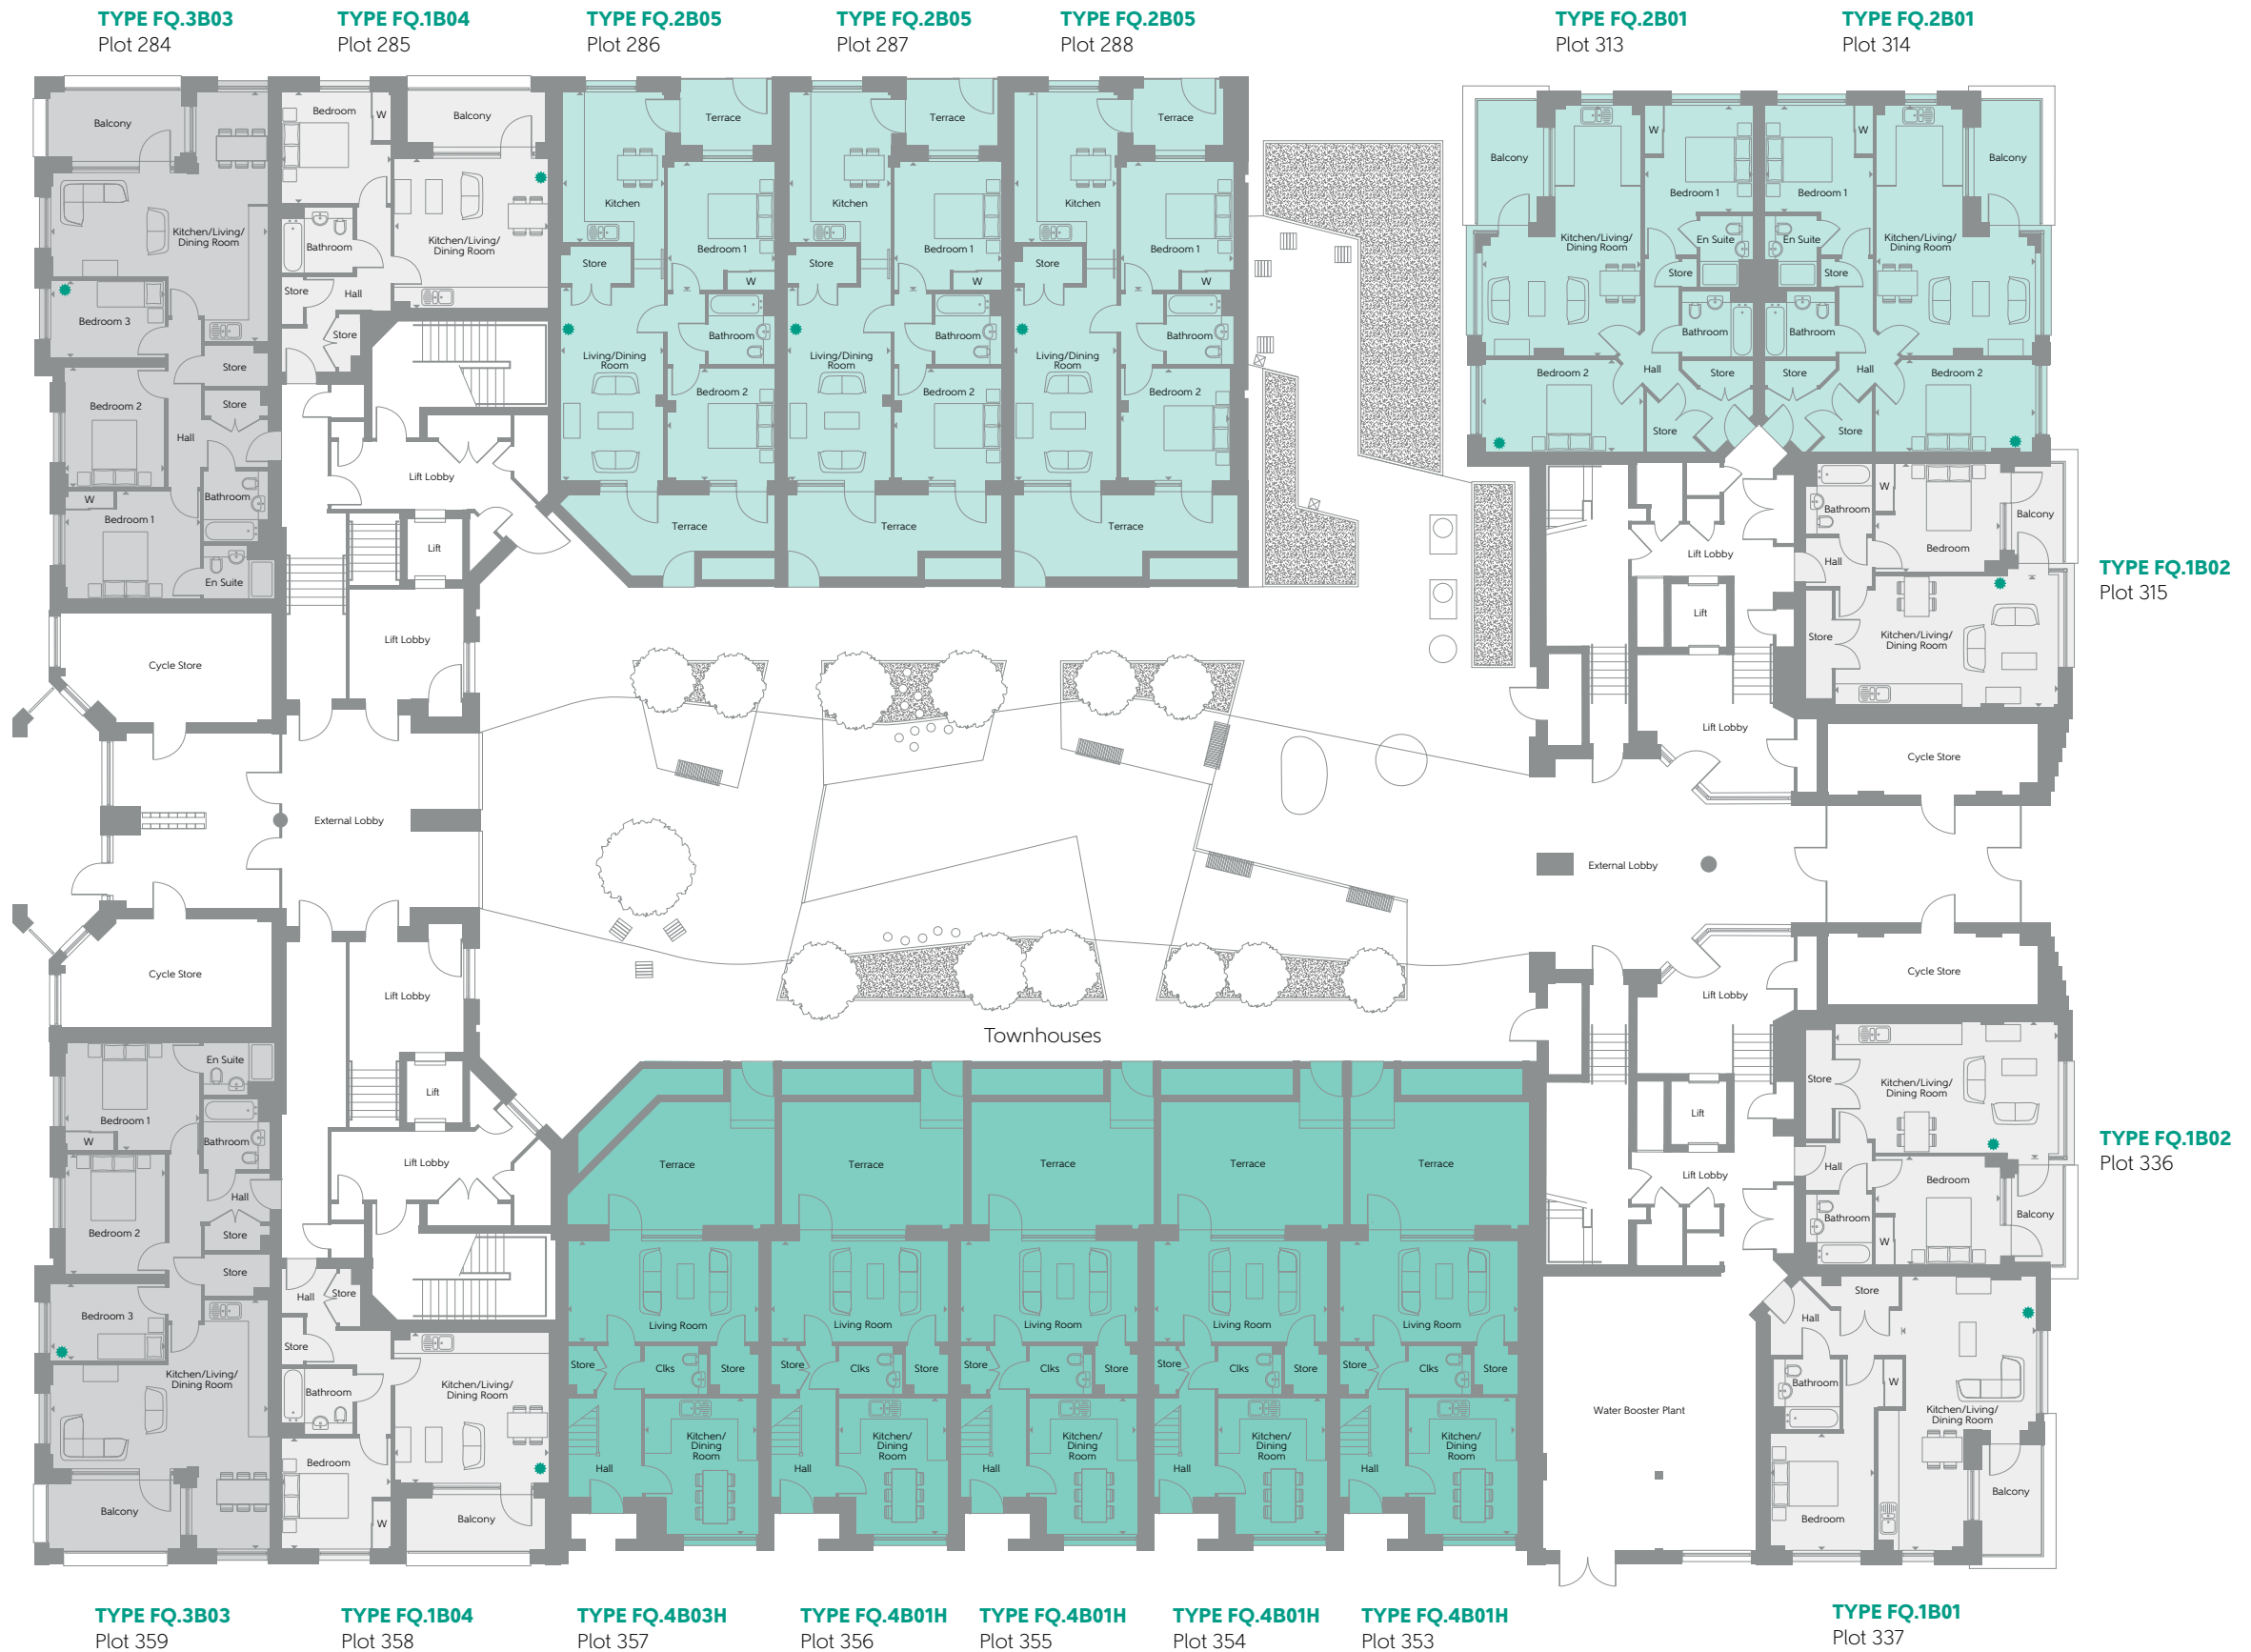 TYPE FQ.3B03
Plot 284
TYPE FQ.1B04
Plot 285
TYPE FQ.2B05
Plot 286
TYPE FQ.2B05
Plot 287
TYPE FQ.2B05
Plot 288
TYPE FQ.2B01
Plot 313
TYPE FQ.2B01
Plot 314
Balcony
Kitchen/Living/
Dining Room
Bedroom 3
Store
Bedroom 2
Store
Hall
W
Bathroom
Bedroom 1
En Suite
Bedroom
W
Balcony
Bathroom
Kitchen/Living/
Dining Room
Store
Hall
Store
Terrace
Kitchen
Bedroom 1
Store
W
Bathroom
Living/Dining
Room
Bedroom 2
Terrace
Terrace
Kitchen
Bedroom 1
Store
W
Bathroom
Living/Dining
Room
Bedroom 2
Terrace
Terrace
Kitchen
Bedroom 1
Store
W
Bathroom
Living/Dining
Room
Bedroom 2
Terrace
Balcony
W
Bedroom 1
Kitchen/Living/
Dining Room
En Suite
Store
Bathroom
Bedroom 2
Hall
Store
Store
W
Balcony
Bedroom 1
En Suite
Kitchen/Living/
Dining Room
Store
Bathroom
Store
Hall
Bedroom 2
Store
Lift Lobby
Lift
Lift Lobby
Cycle Store
External Lobby
Cycle Store
Lift Lobby
Lift
Lift Lobby
Lift Lobby
Lift
Lift Lobby
Bathroom
W
Bedroom
Balcony
Hall
Store
Kitchen/Living/
Dining Room
TYPE FQ.1B02
Plot 315
Cycle Store
External Lobby
Cycle Store
Lift Lobby
Lift
Lift Lobby
Store
Kitchen/Living/
Dining Room
Hall
Bedroom
Bathroom
W
Balcony
TYPE FQ.1B02
Plot 336
Townhouses
En Suite
Bedroom 1
W
Bathroom
Bedroom 2
Hall
Store
Store
Bedroom 3
Kitchen/Living/
Dining Room
Balcony
Hall
Store
Store
Bathroom
Kitchen/Living/
Dining Room
Bedroom
W
Balcony
Terrace
Living Room
Store
Clks
Store
Kitchen/
Dining
Room
Hall
Terrace
Living Room
Store
Clks
Store
Kitchen/
Dining
Room
Hall
Terrace
Living Room
Store
Clks
Store
Kitchen/
Dining
Room
Hall
Terrace
Living Room
Store
Clks
Store
Kitchen/
Dining
Room
Hall
Terrace
Living Room
Store
Clks
Store
Kitchen/
Dining
Room
Hall
Water Booster Plant
Store
Hall
Bathroom
W
Kitchen/Living/
Dining Room
Bedroom
Balcony
TYPE FQ.3B03
Plot 359
TYPE FQ.1B04
Plot 358
TYPE FQ.4B03H
Plot 357
TYPE FQ.4B01H
Plot 356
TYPE FQ.4B01H
Plot 355
TYPE FQ.4B01H
Plot 354
TYPE FQ.4B01H
Plot 353
TYPE FQ.1B01
Plot 337